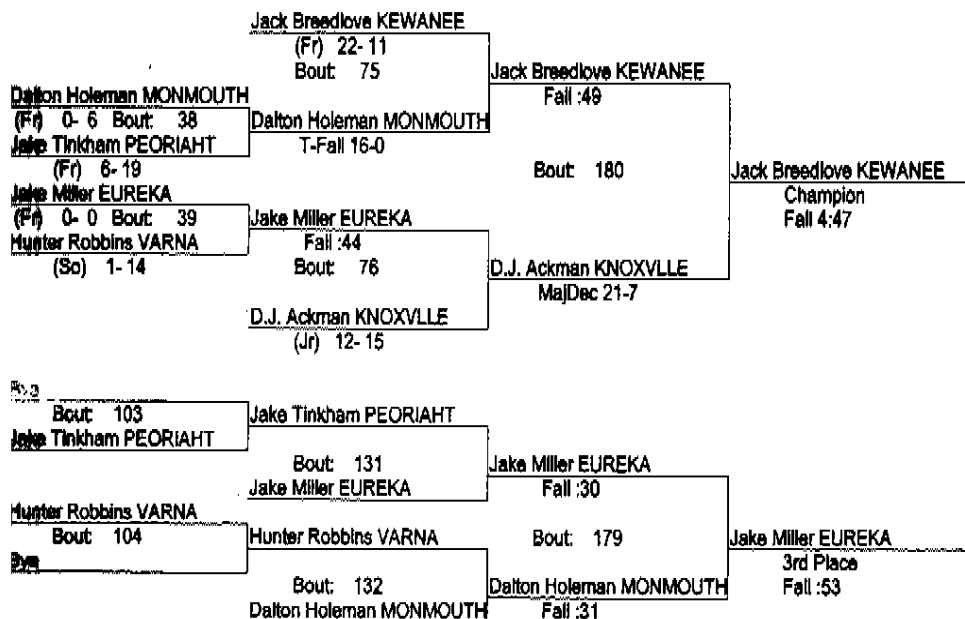 Jack Breedlove KEWANEE
(Fr) 22- 11
Bout: 75
Jack Breedlove KEWANEE
Fall :49
Dalton Holeman MONMOUTH
(Fr) 0- 6 Bout: 38
Dalton Holeman MONMOUTH
Jake Tinkham PEORIAHT
T-Fall 16-0
(Fr) 6- 19
Bout: 180
Jack Breedlove KEWANEE
Jake Miller EUREKA
Champion
(Fr) 0- 0 Bout: 39
Jake Miller EUREKA
Fall 4:47
Hunter Robbins VARNA
Fall :44
(So) 1- 14
Bout: 76
D.J. Ackman KNOXVLLE
MajDec 21-7
D.J. Ackman KNOXVLLE
(Jr) 12- 15
Bye
Bout: 103
Jake Tinkham PEORIAHT
Jake Tinkham PEORIAHT
Bout: 131
Jake Miller EUREKA
Jake Miller EUREKA
Fall :30
Hunter Robbins VARNA
Bout: 104
Hunter Robbins VARNA
Bout: 179
Jake Miller EUREKA
Bye
3rd Place
Bout: 132
Dalton Holeman MONMOUTH
Fall :53
Dalton Holeman MONMOUTH
Fall :31